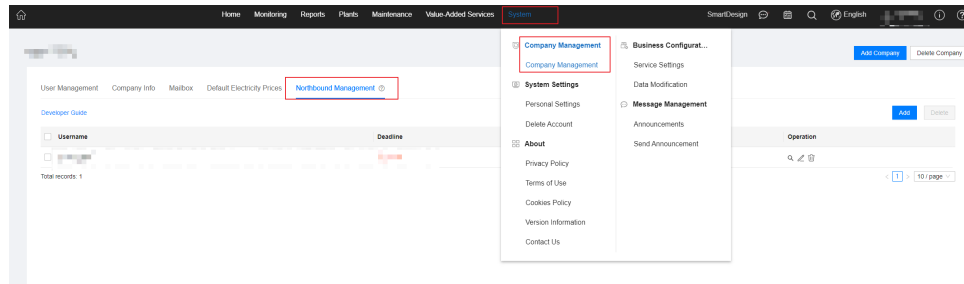 Home Monitoring Reports Plants Maintenance Value-Added Services System SmartDesign English
Company Management
Company Management
System Settings
Personal Settings
Delete Account
About
Privacy Policy
Terms of Use
Cookies Policy
Version Information
Contact Us
Business Configurat...
Service Settings
Data Modification
Message Management
Announcements
Send Announcement
Add Company Delete Company
User Management Company Info Mailbox Default Electricity Prices Northbound Management
Developer Guide Add Delete
Username Deadline Operation
Total records: 1 1 10 / page